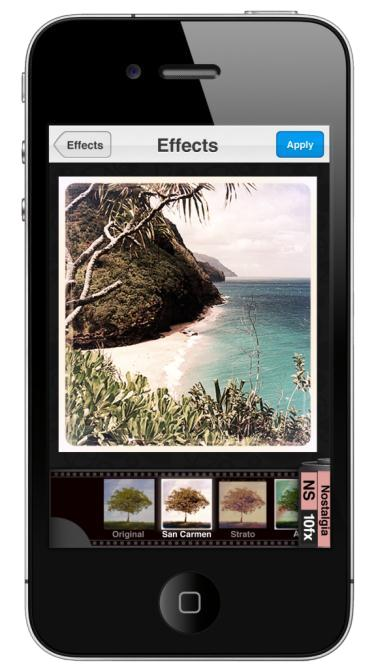 Effects
Effects
Apply
Original
San Carmen
Strato
A
Nostalgia
NS 10fx